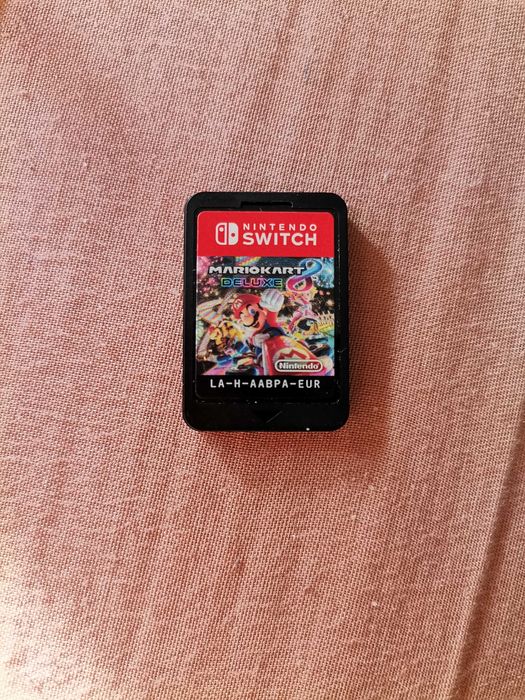 NINTENDO
SWITCH
MARIOKART 8
DELUXE
Nintendo
LA-H-AABPA-EUR